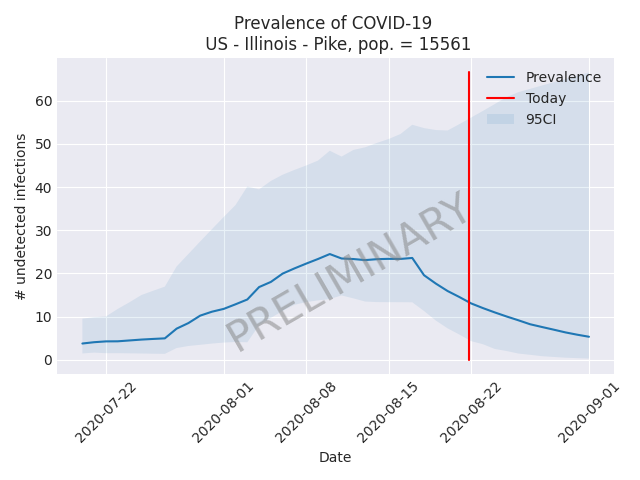 Prevalence of COVID-19
US - Illinois - Pike, pop. = 15561
Prevalence
Today
95CI
# undetected infections
60
50
40
30
20
10
0
PRELIMINARY
2020-07-22
2020-08-01
2020-08-08
2020-08-15
2020-08-22
2020-09-01
Date